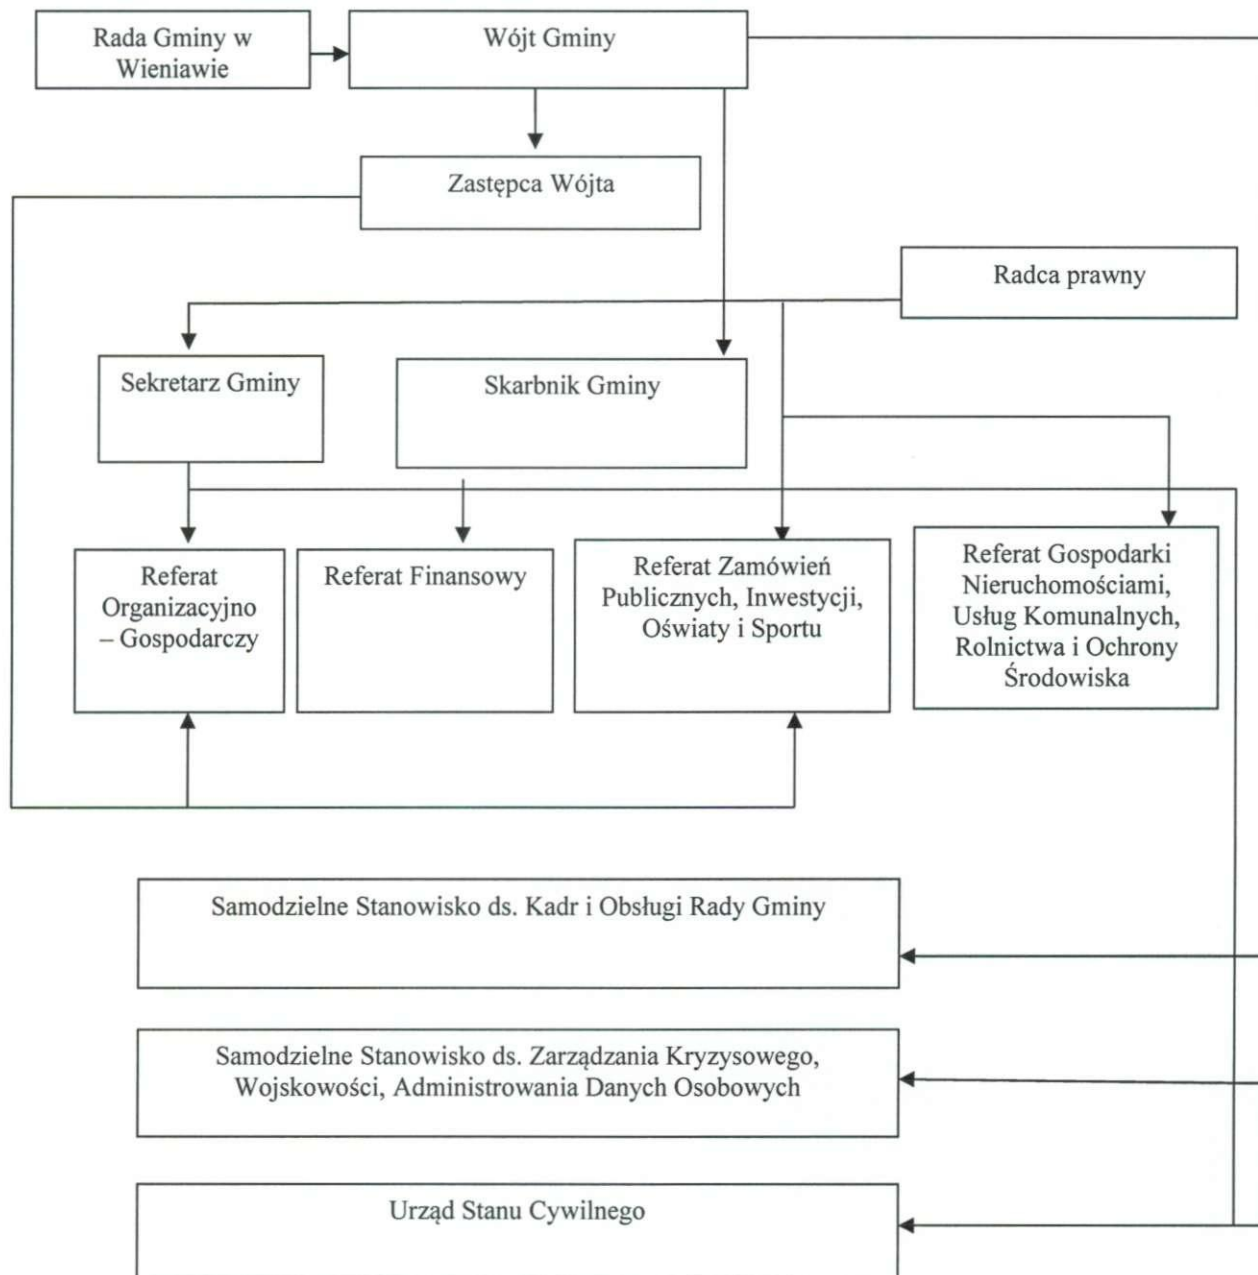 Rada Gminy w
Wieniawie
Wójt Gminy
Zastępca Wójta
Radca prawny
Sekretarz Gminy
Skarbnik Gminy
Referat
Organizacyjno
– Gospodarczy
Referat Finansowy
Referat Zamówień
Publicznych, Inwestycji,
Oświaty i Sportu
Referat Gospodarki
Nieruchomościami,
Usług Komunalnych,
Rolnictwa i Ochrony
Środowiska
Samodzielne Stanowisko ds. Kadr i Obsługi Rady Gminy
Samodzielne Stanowisko ds. Zarządzania Kryzysowego,
Wojskowości, Administrowania Danych Osobowych
Urząd Stanu Cywilnego